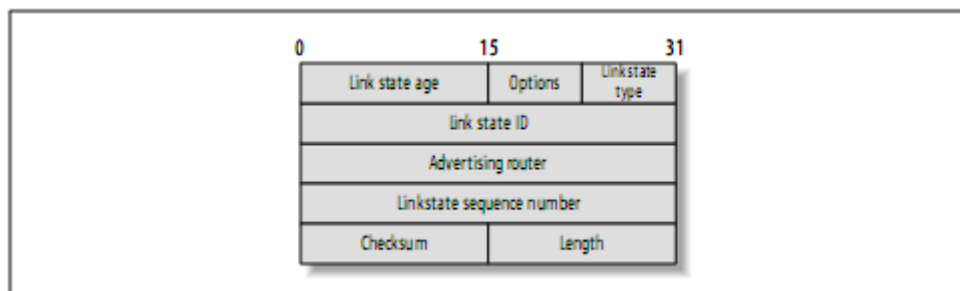 0 15 31
Link state age Options Linkstate
type
Link state ID
Advertising router
Linkstate sequence number
Checksum Length